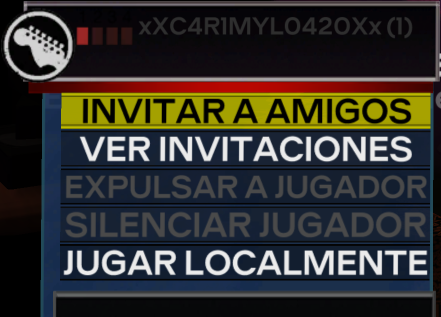 xXC4R1MYL0420Xx (1)
INVITAR A AMIGOS
VER INVITACIONES
EXPULSAR A JUGADOR
SILENCIAR JUGADOR
JUGAR LOCALMENTE